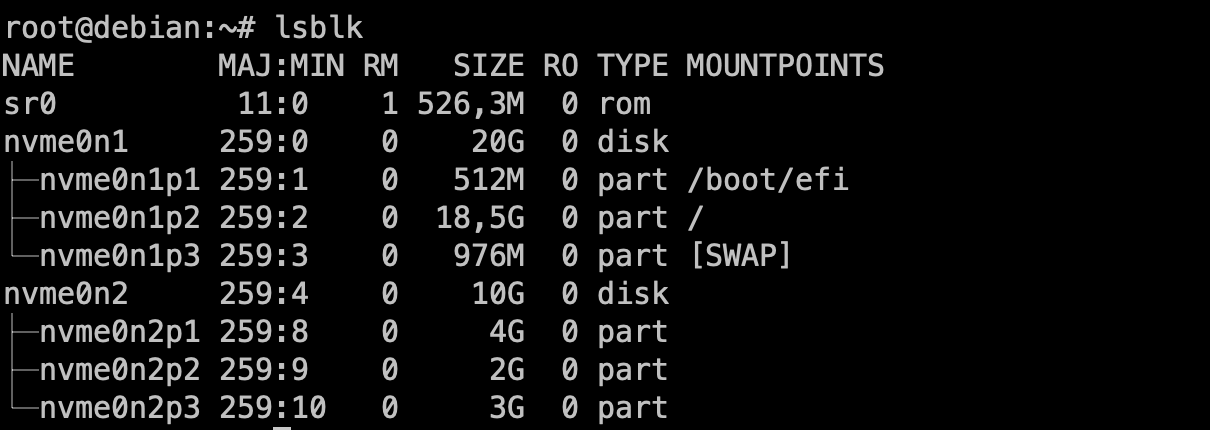 root@debian:~# lsblk
NAME        MAJ:MIN RM   SIZE RO TYPE MOUNTPOINTS
sr0          11:0    1 526,3M  0 rom
nvme0n1     259:0    0    20G  0 disk
├─nvme0n1p1 259:1    0   512M  0 part /boot/efi
├─nvme0n1p2 259:2    0  18,5G  0 part /
└─nvme0n1p3 259:3    0   976M  0 part [SWAP]
nvme0n2     259:4    0    10G  0 disk
├─nvme0n2p1 259:8    0     4G  0 part
├─nvme0n2p2 259:9    0     2G  0 part
└─nvme0n2p3 259:10   0     3G  0 part